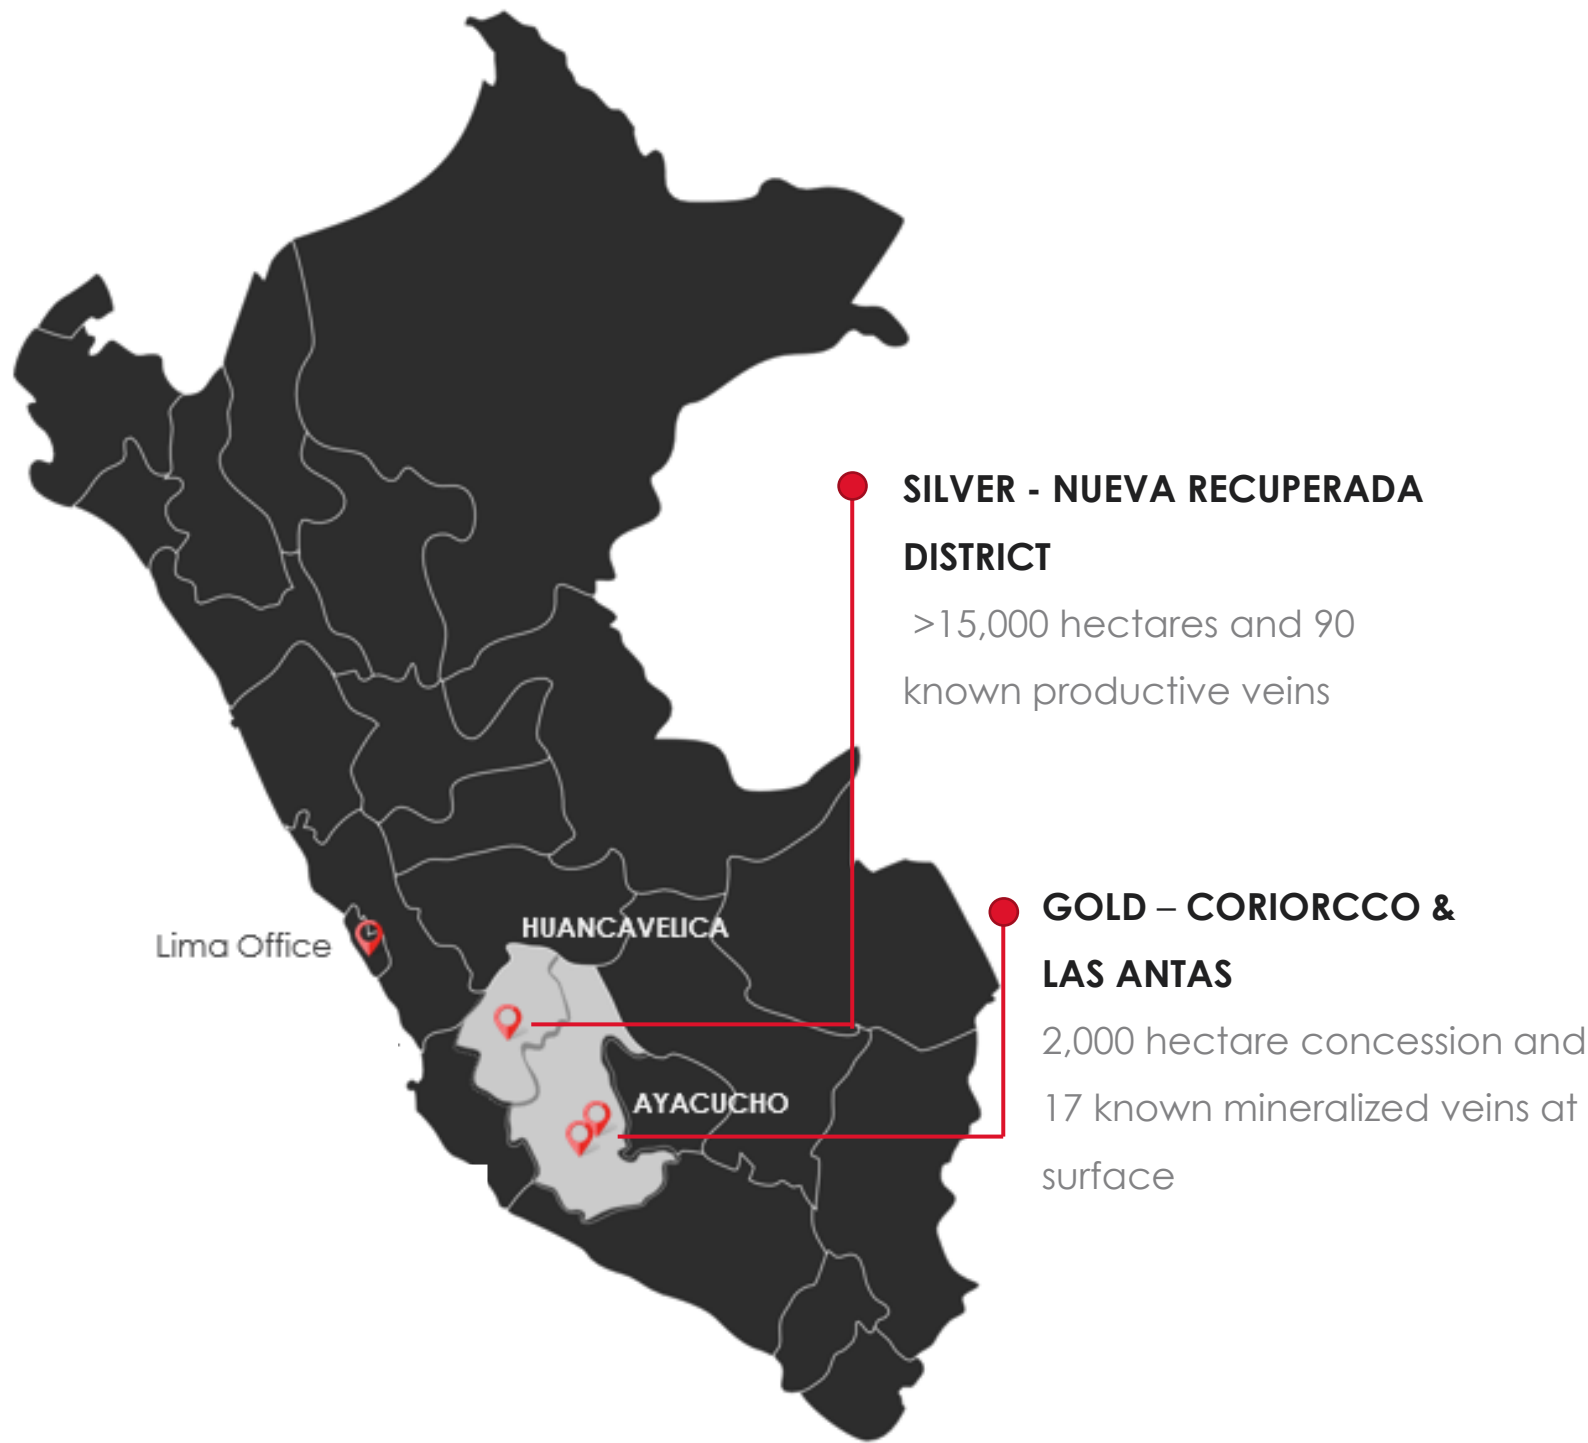 SILVER - NUEVA RECUPERADA
DISTRICT
>15,000 hectares and 90
known productive veins
GOLD – CORIORCCO &
LAS ANTAS
2,000 hectare concession and
17 known mineralized veins at
surface
HUANCAVELICA
Lima Office
AYACUCHO